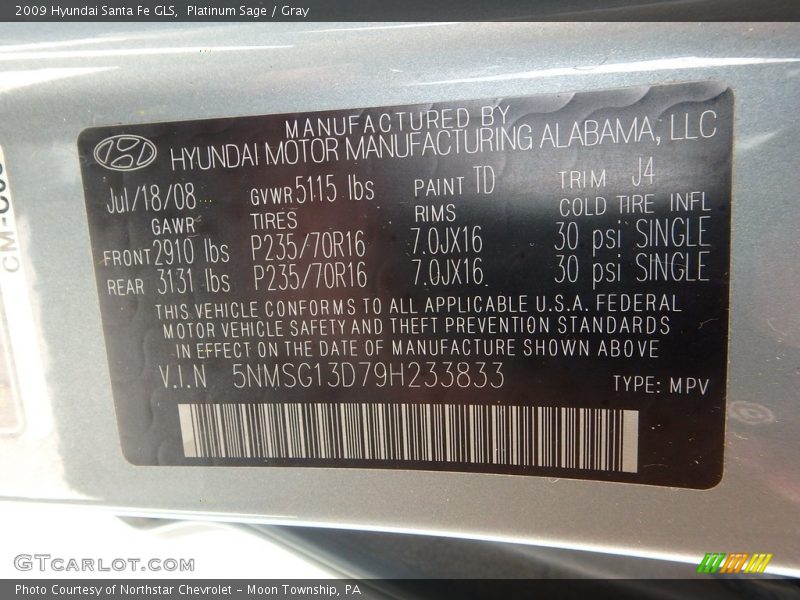 2009 Hyundai Santa Fe GLS, Platinum Sage / Gray
MANUFACTURED BY
HYUNDAI MOTOR MANUFACTURING ALABAMA, LLC
Jul/18/08 GVWR 5115 lbs PAINT TD TRIM J4
GAWR TIRES RIMS COLD TIRE INFL
FRONT 2910 lbs P235/70R16 7.0JX16 30 psi SINGLE
REAR 3131 lbs P235/70R16 7.0JX16 30 psi SINGLE
THIS VEHICLE CONFORMS TO ALL APPLICABLE U.S.A. FEDERAL
MOTOR VEHICLE SAFETY AND THEFT PREVENTION STANDARDS
IN EFFECT ON THE DATE OF MANUFACTURE SHOWN ABOVE
V.I.N 5NMSG13D79H233833 TYPE: MPV
GTCARLOT.COM
Photo Courtesy of Northstar Chevrolet - Moon Township, PA